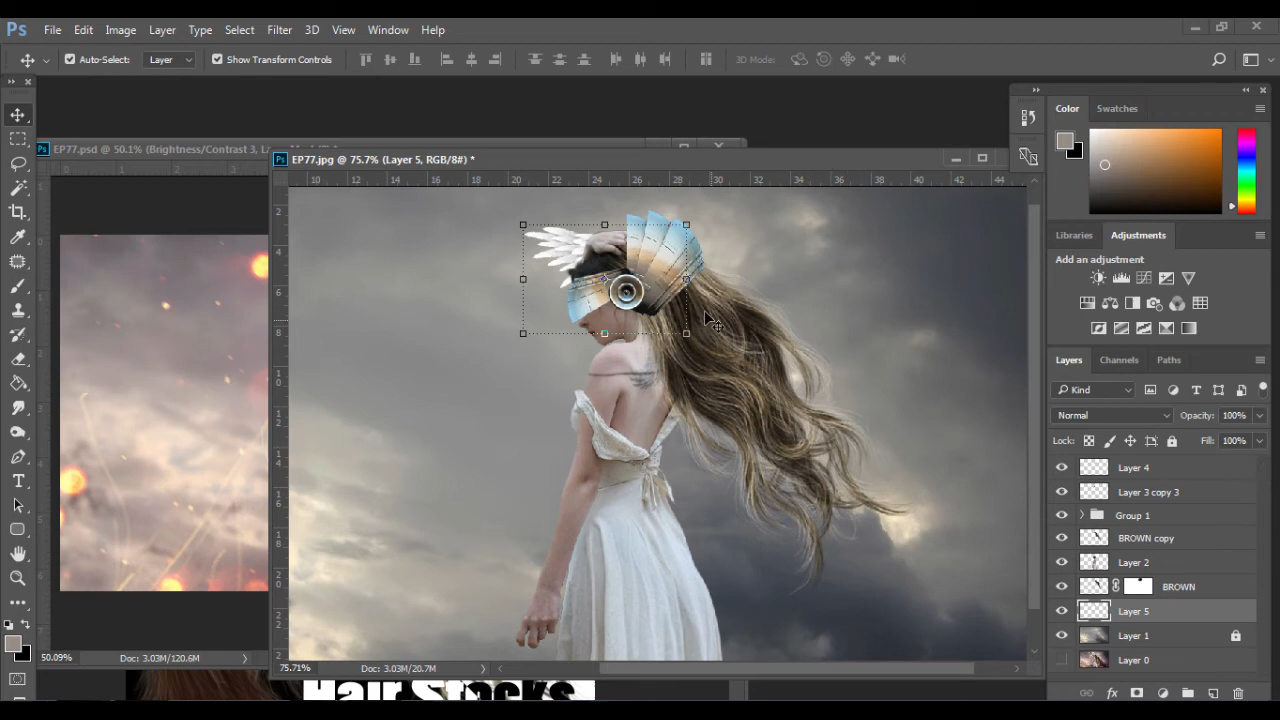 Ps File Edit Image Layer Type Select Filter 3D View Window Help
Auto-Select: Layer Show Transform Controls 3D Mode:
Color Swatches
EP77.psd @ 50.1% (Brightness/Contrast 3, La
EP77.jpg @ 75.7% (Layer 5, RGB/8#) *
10 12 14 16 18 20 22 24 26 28 30 32 34 36 38 40 42 44
Libraries Adjustments
Add an adjustment
Layers Channels Paths
Kind
Normal Opacity: 100%
Lock: Fill: 100%
Layer 4
Layer 3 copy 3
Group 1
BROWN copy
Layer 2
BROWN
Layer 5
Layer 1
Layer 0
50.09% Doc: 3.03M/120.6M
75.71% Doc: 3.03M/20.7M
Hair Stocks